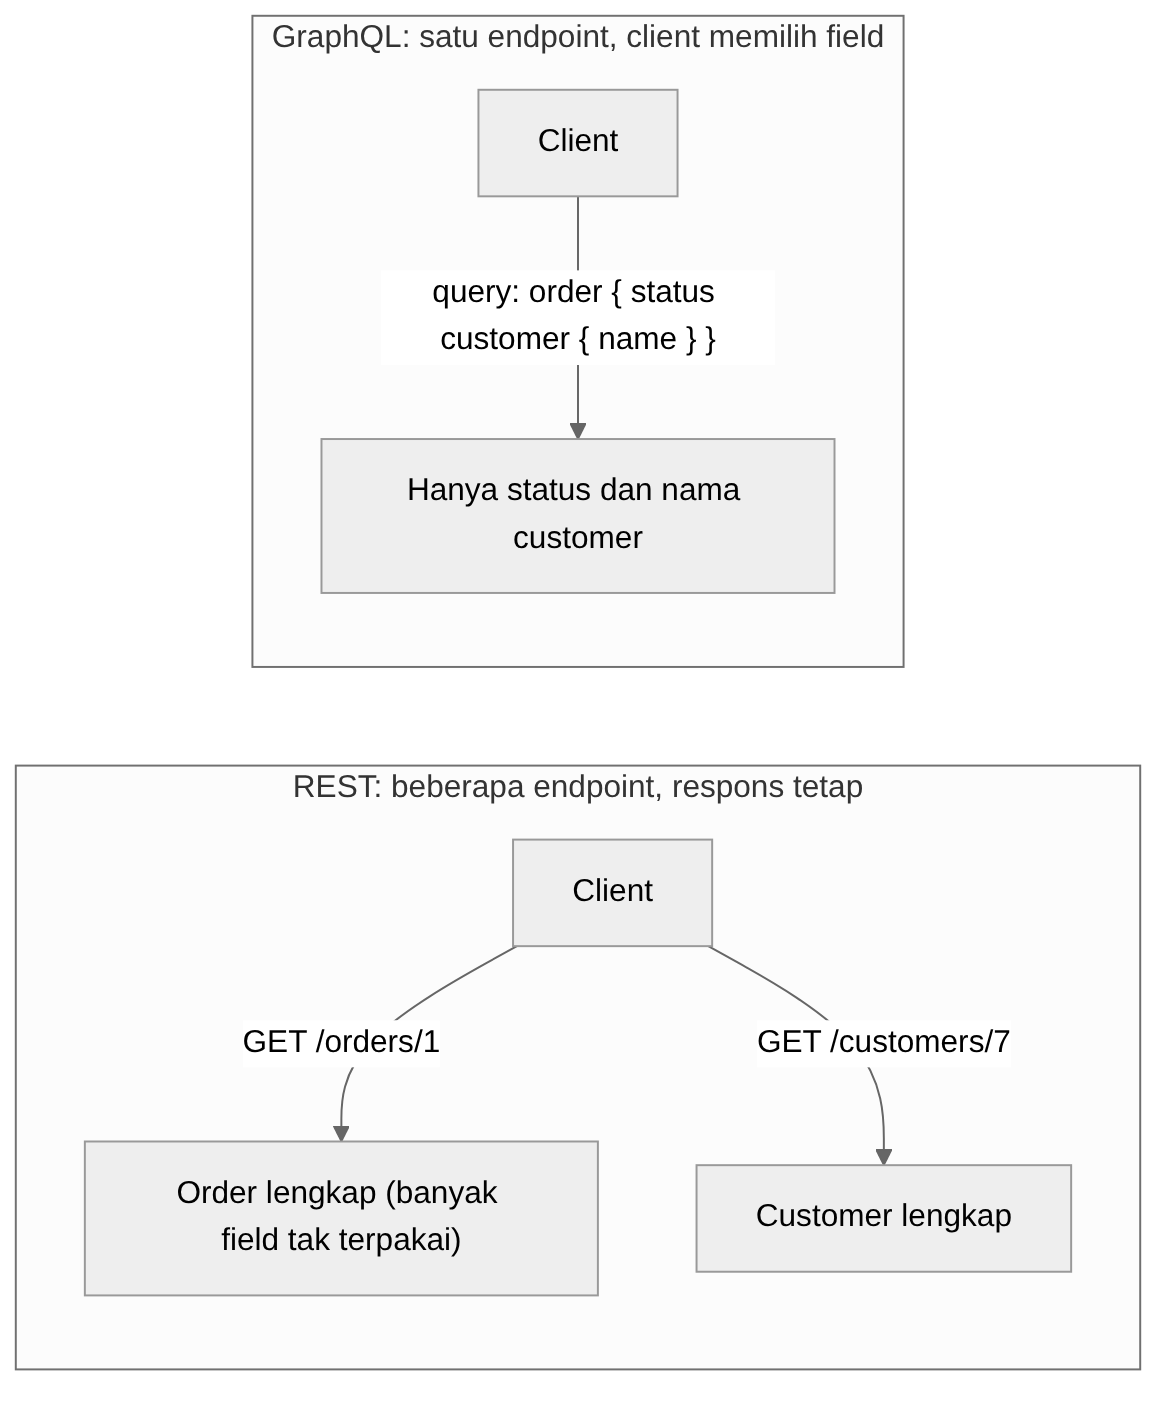 GraphQL: satu endpoint, client memilih field
Client
query: order { status
customer { name } }
Hanya status dan nama
customer
REST: beberapa endpoint, respons tetap
Client
GET /orders/1
GET /customers/7
Order lengkap (banyak
field tak terpakai)
Customer lengkap